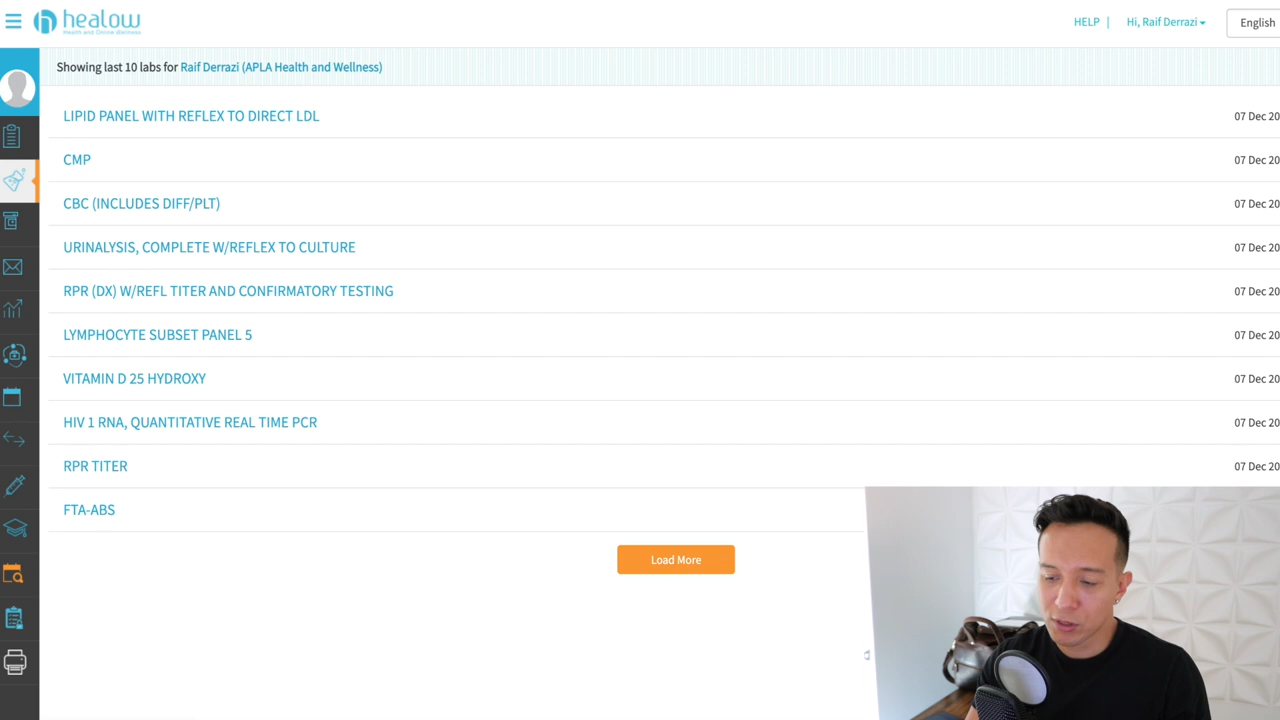 healow
Health and Online Wellness
HELP | Hi, Raif Derrazi
English
Showing last 10 labs for Raif Derrazi (APLA Health and Wellness)
LIPID PANEL WITH REFLEX TO DIRECT LDL 07 Dec 20
CMP 07 Dec 20
CBC (INCLUDES DIFF/PLT) 07 Dec 20
URINALYSIS, COMPLETE W/REFLEX TO CULTURE 07 Dec 20
RPR (DX) W/REFL TITER AND CONFIRMATORY TESTING 07 Dec 20
LYMPHOCYTE SUBSET PANEL 5 07 Dec 20
VITAMIN D 25 HYDROXY 07 Dec 20
HIV 1 RNA, QUANTITATIVE REAL TIME PCR 07 Dec 20
RPR TITER 07 Dec 20
FTA-ABS
Load More